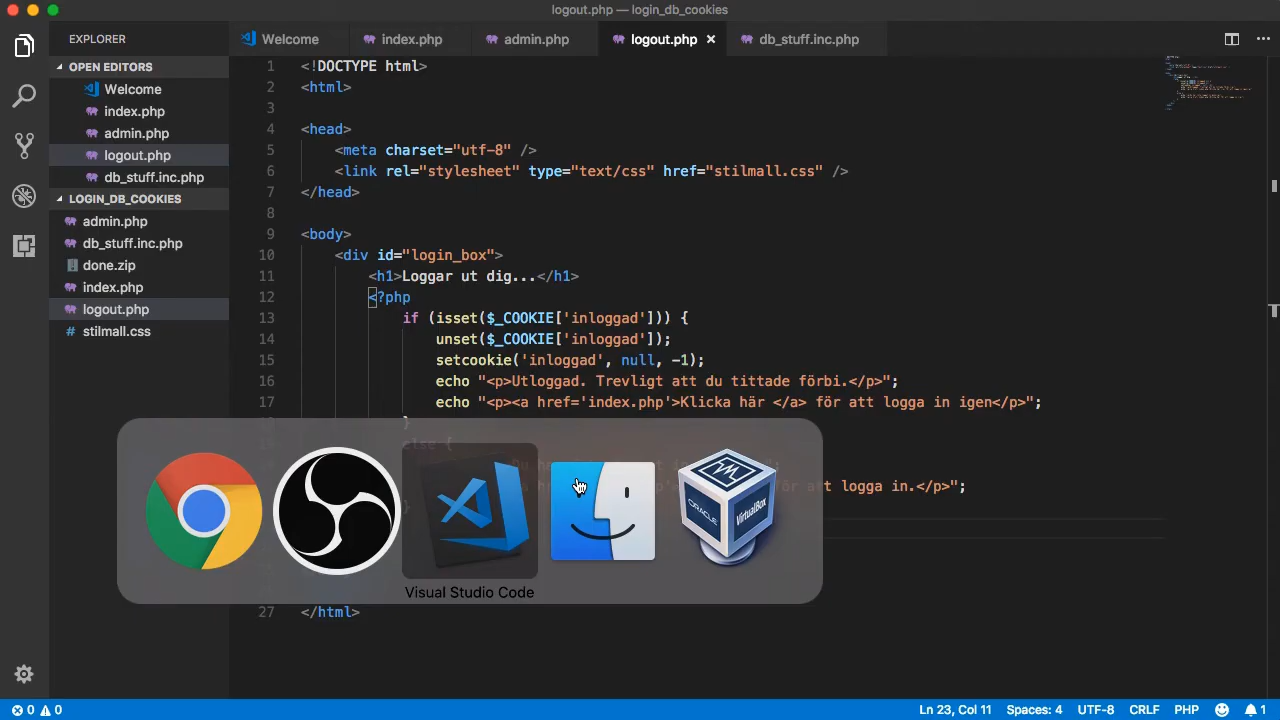 logout.php — login_db_cookies
EXPLORER
Welcome
index.php
admin.php
logout.php
db_stuff.inc.php
OPEN EDITORS
Welcome
index.php
admin.php
logout.php
db_stuff.inc.php
LOGIN_DB_COOKIES
admin.php
db_stuff.inc.php
done.zip
index.php
logout.php
stilmall.css
1 <!DOCTYPE html>
2 <html>
3
4 <head>
5 <meta charset="utf-8" />
6 <link rel="stylesheet" type="text/css" href="stilmall.css" />
7 </head>
8
9 <body>
10 <div id="login_box">
11 <h1>Loggar ut dig...</h1>
12 <?php
13 if (isset($_COOKIE['inloggad'])) {
14 unset($_COOKIE['inloggad']);
15 setcookie('inloggad', null, -1);
16 echo "<p>Utloggad. Trevligt att du tittade förbi.</p>";
17 echo "<p><a href='index.php'>Klicka här </a> för att logga in igen</p>";
}
else {
för att logga in.</p>";
}
27 </html>
ORACLE
VirtualBox
Visual Studio Code
0 0
Ln 23, Col 11
Spaces: 4
UTF-8
CRLF
PHP
1